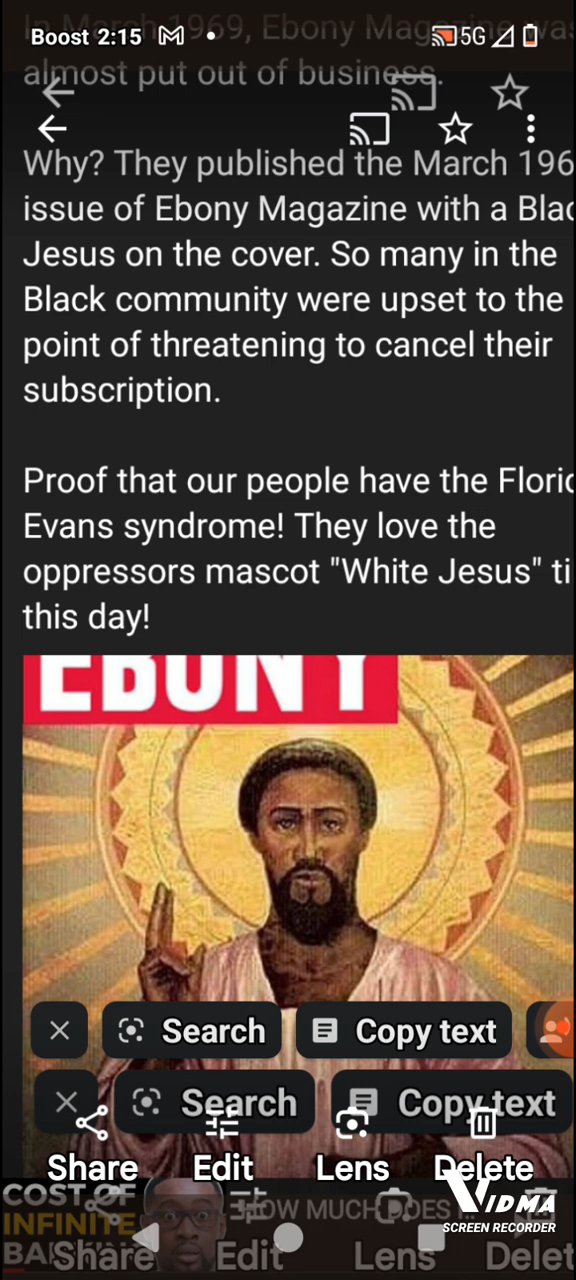 In March 1969, Ebony Magazine was
Boost 2:15
5G
almost put out of business.
Why? They published the March 196
issue of Ebony Magazine with a Blac
Jesus on the cover. So many in the
Black community were upset to the
point of threatening to cancel their
subscription.
Proof that our people have the Florid
Evans syndrome! They love the
oppressors mascot "White Jesus" ti
this day!
EBONY
Search
Copy text
Search
Copy text
Share
Edit
Lens
Delete
COST OF
INFINITE
HOW MUCH DOES
VIDMA
SCREEN RECORDER
Share
Edit
Lens
Delet